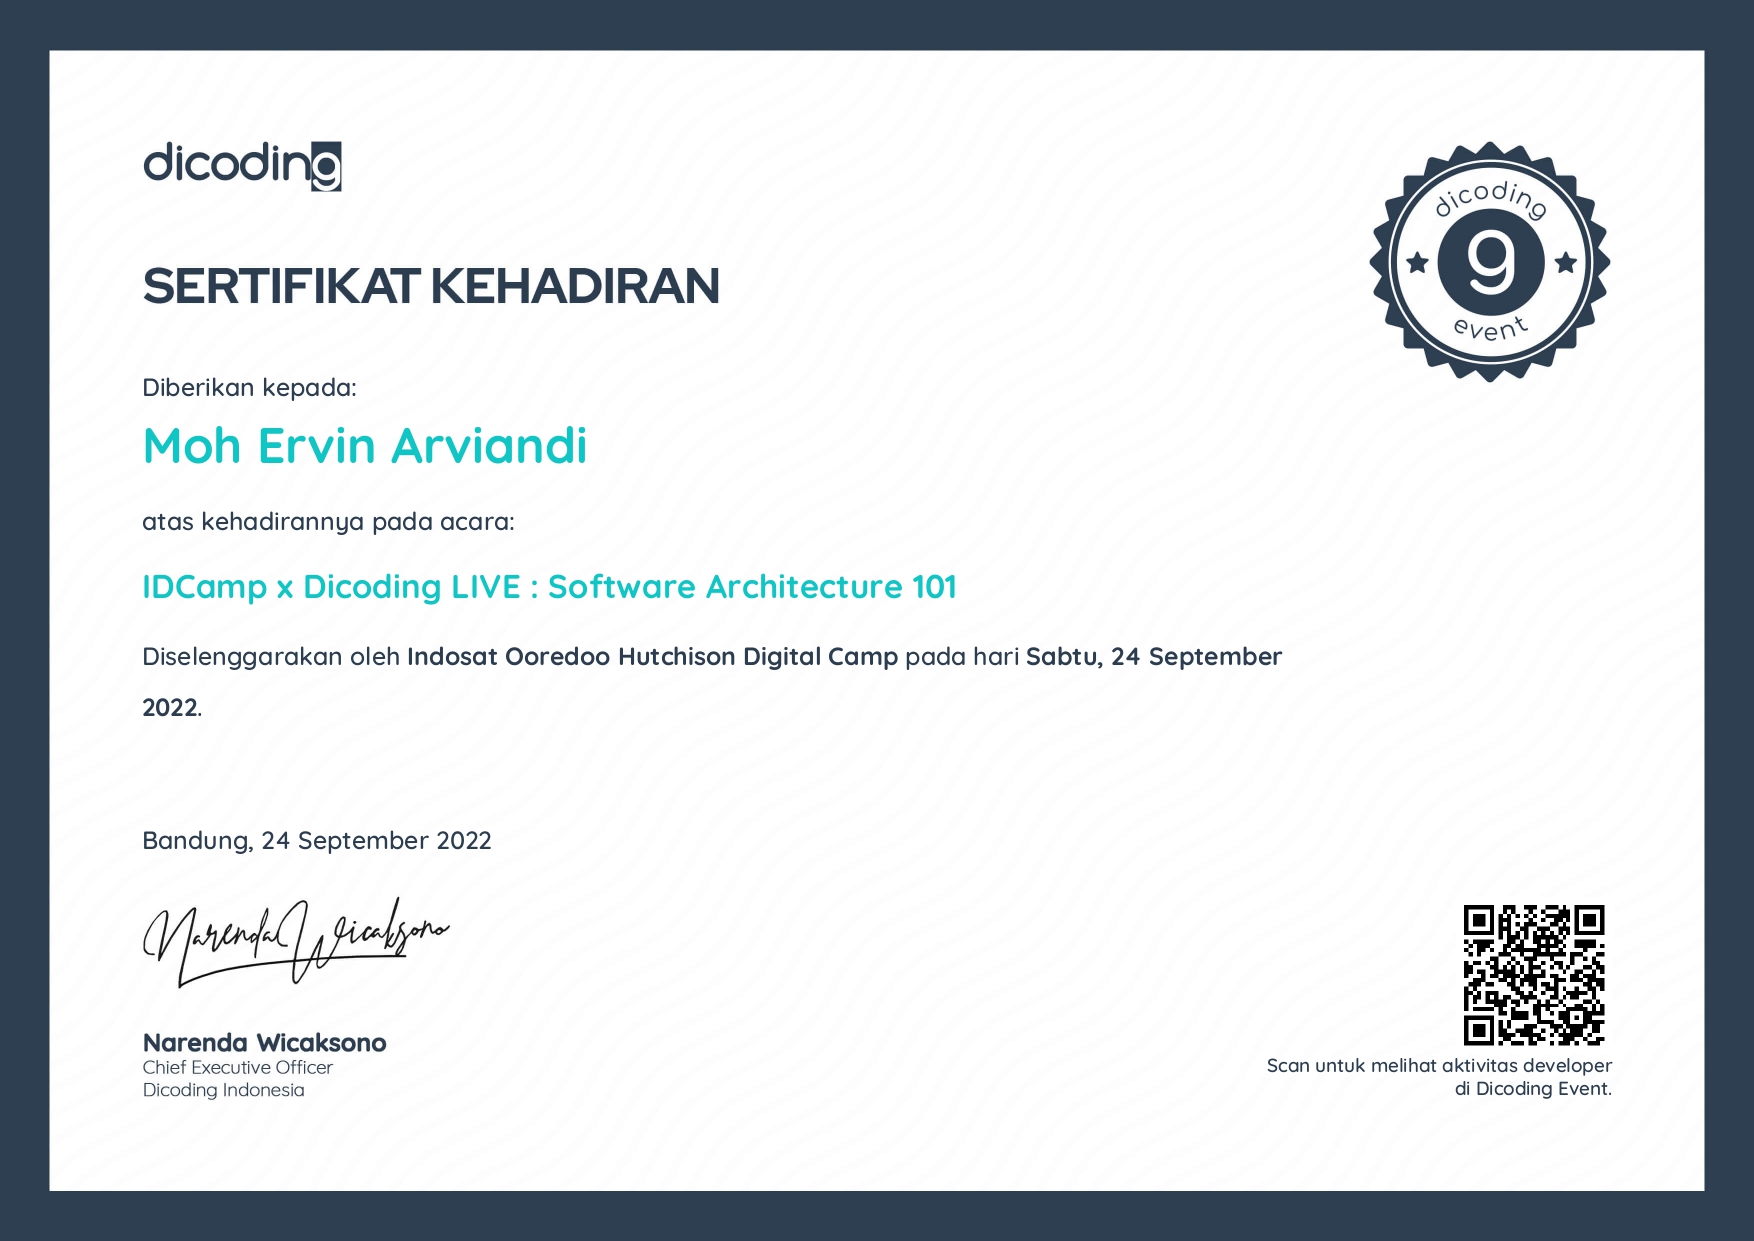 dicoding
SERTIFIKAT KEHADIRAN
dicoding
g
event
Diberikan kepada:
Moh Ervin Arviandi
atas kehadirannya pada acara:
IDCamp x Dicoding LIVE : Software Architecture 101
Diselenggarakan oleh Indosat Ooredoo Hutchison Digital Camp pada hari Sabtu, 24 September
2022.
Bandung, 24 September 2022
Narenda Wicaksono
Narenda Wicaksono
Chief Executive Officer
Dicoding Indonesia
Scan untuk melihat aktivitas developer
di Dicoding Event.